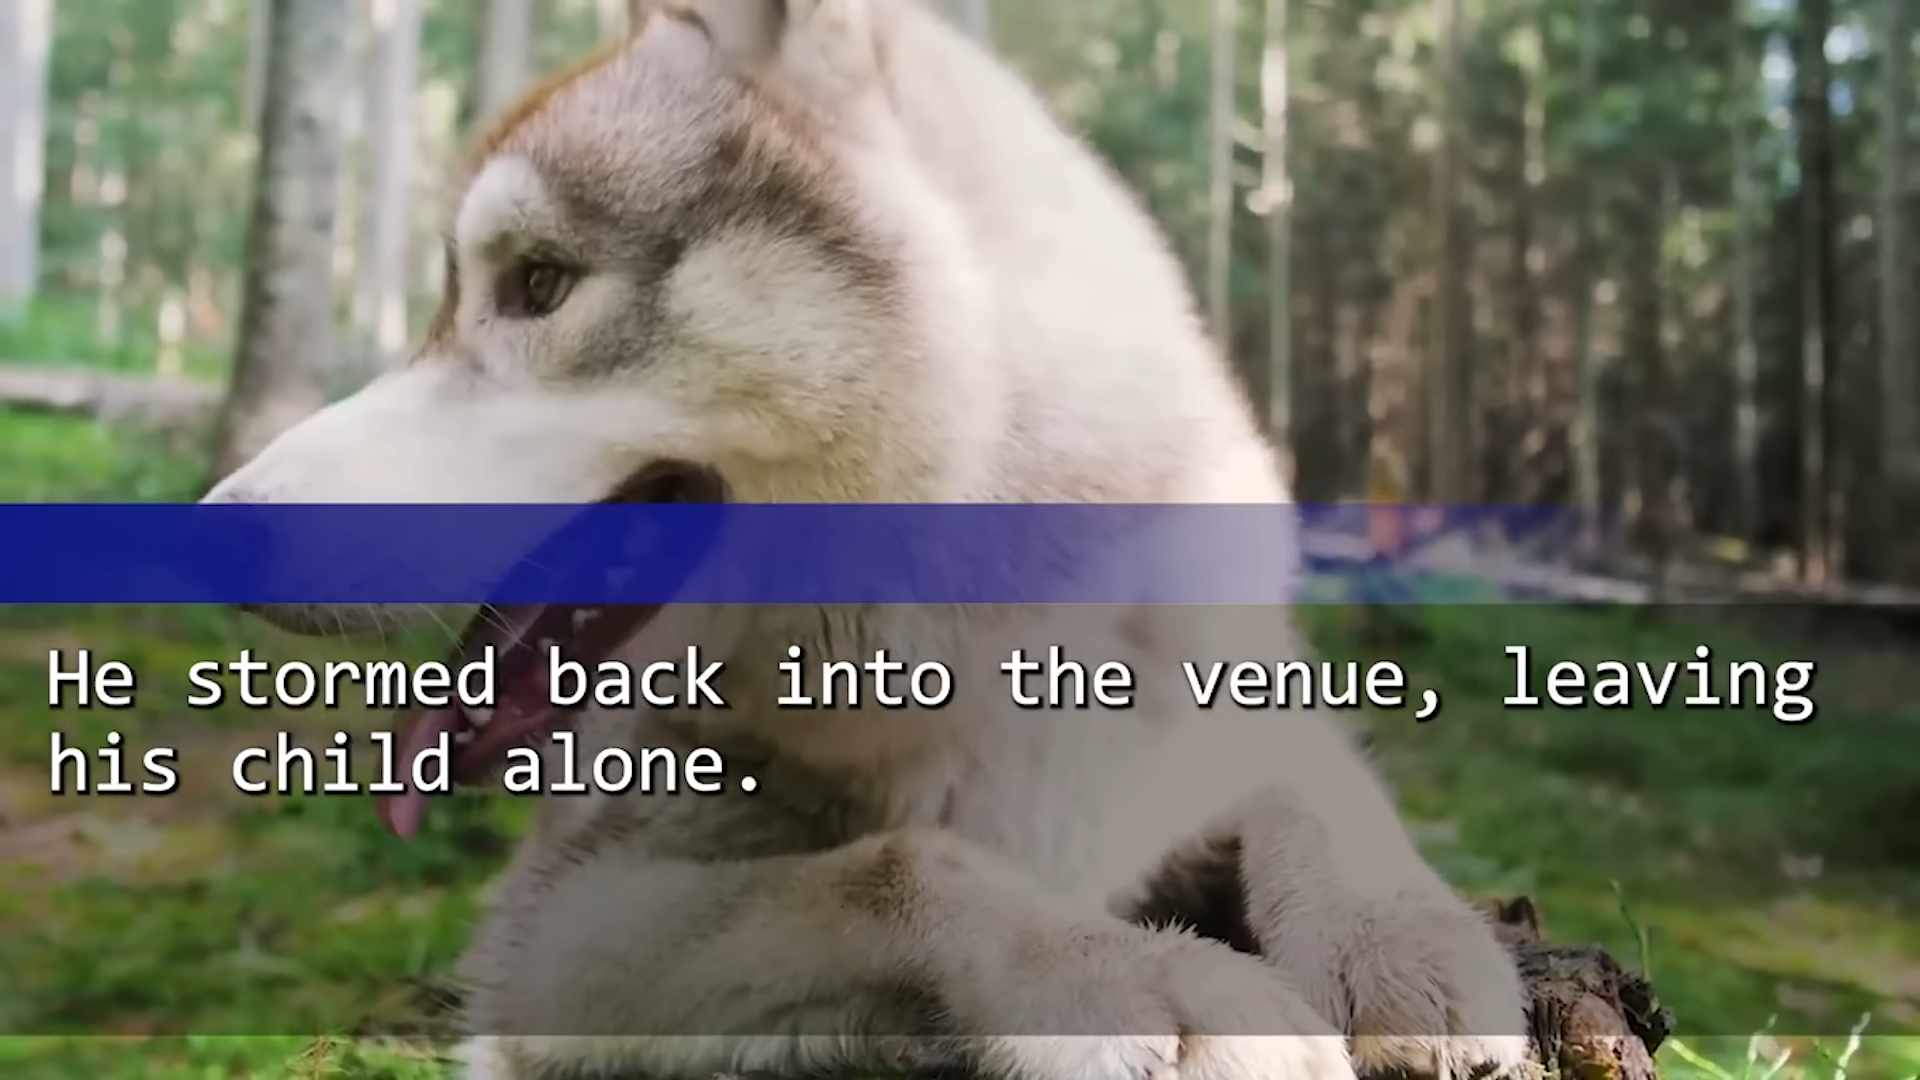 He stormed back into the venue, leaving
his child alone.